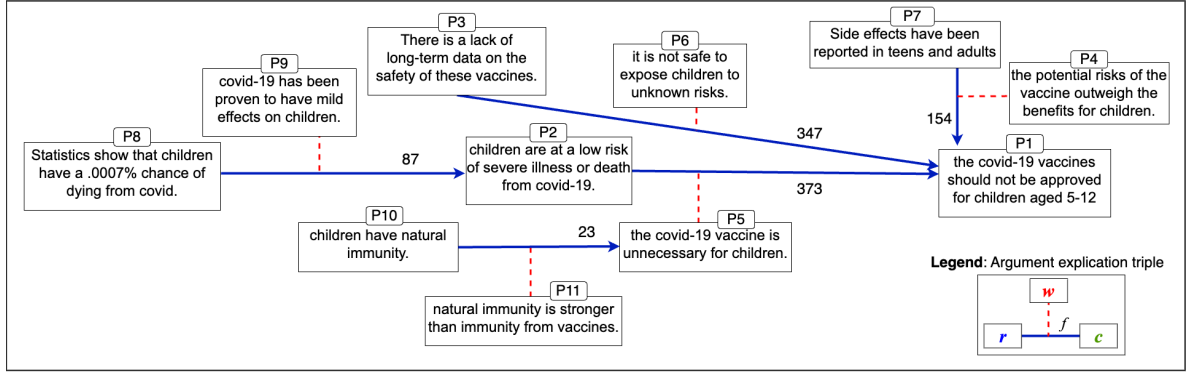 P3
There is a lack of
long-term data on the
safety of these vaccines.
P6
it is not safe to
expose children to
unknown risks.
P7
Side effects have been
reported in teens and adults
P9
covid-19 has been
proven to have mild
effects on children.
P4
the potential risks of the
vaccine outweigh the
benefits for children.
154
347
P8
Statistics show that children
have a .0007% chance of
dying from covid.
87
P2
children are at a low risk
of severe illness or death
from covid-19.
373
P1
the covid-19 vaccines
should not be approved
for children aged 5-12
P10
children have natural
immunity.
23
P5
the covid-19 vaccine is
unnecessary for children.
P11
natural immunity is stronger
than immunity from vaccines.
Legend: Argument explication triple
w
r
f
c